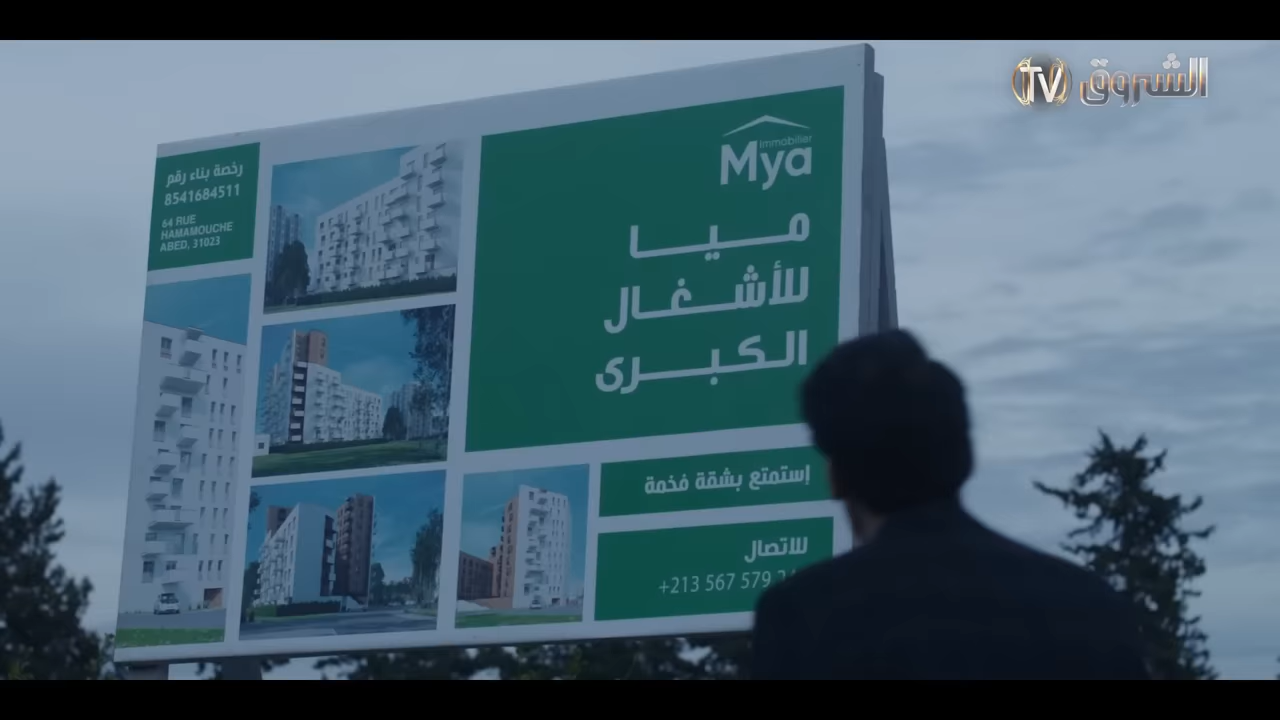 الشروق TV
رخصة بناء رقم
8541684511
64 RUE
HAMAMOUCHE
ABED, 31023
Immobilier
Mya
ميا
للأشغال
الكبرى
إستمتع بشقة فخمة
للاتصال
+213 567 579